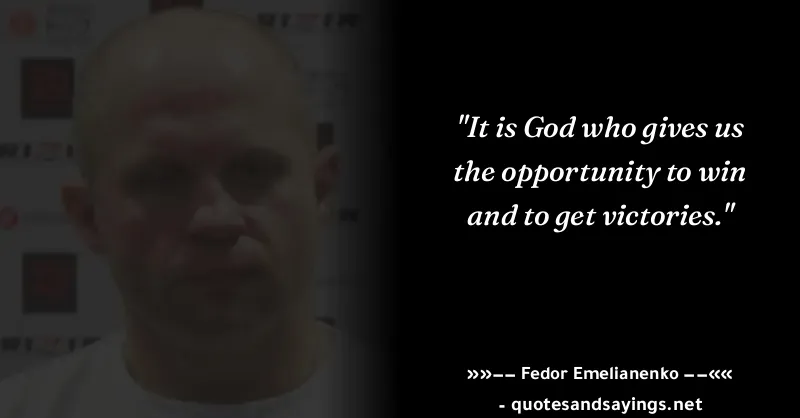 "It is God who gives us
the opportunity to win
and to get victories."
»»–– Fedor Emelianenko ––««
- quotesandsayings.net